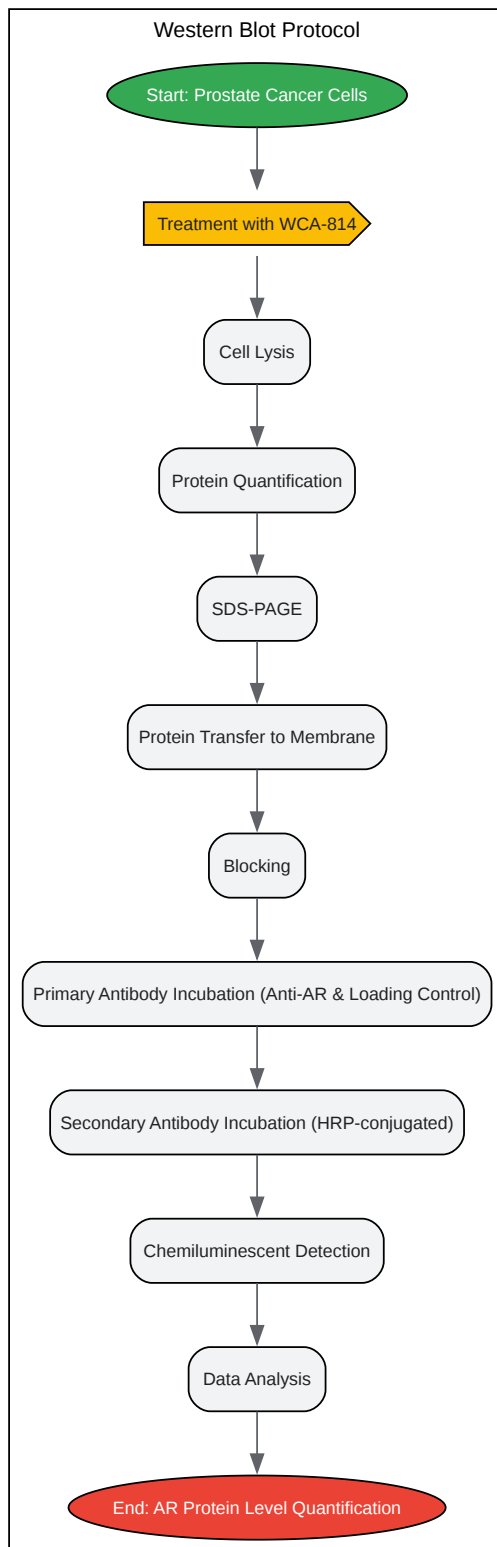 Western Blot Protocol
Start: Prostate Cancer Cells
Treatment with WCA-814
Cell Lysis
Protein Quantification
SDS-PAGE
Protein Transfer to Membrane
Blocking
Primary Antibody Incubation (Anti-AR & Loading Control)
Secondary Antibody Incubation (HRP-conjugated)
Chemiluminescent Detection
Data Analysis
End: AR Protein Level Quantification